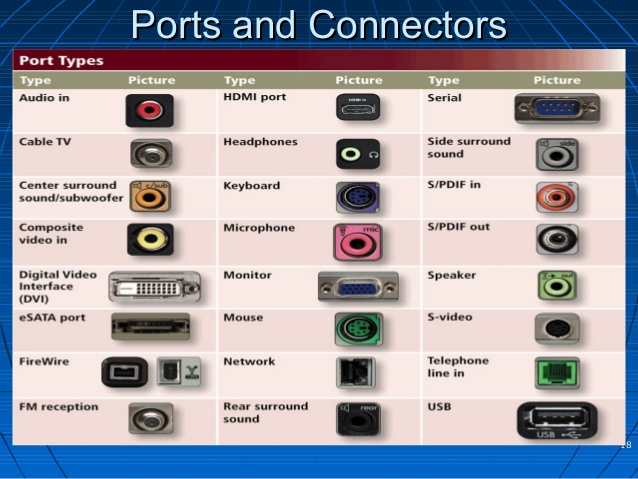 Ports and Connectors
Port Types
Type Picture Type Picture Type Picture
Audio in HDMI port Serial
HDMI IN
Cable TV Headphones Side surround
sound
side
Center surround
sound/subwoofer
c/sub
Keyboard S/PDIF in
Composite
video in
Microphone S/PDIF out
mic
Digital Video
Interface
(DVI)
Monitor Speaker
out
eSATA port Mouse S-video
FireWire Network Telephone
line in
FM reception Rear surround
sound
rear
USB
USB